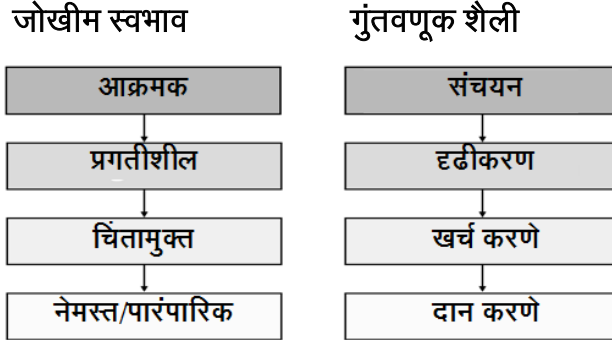 जोखीम स्वभाव
आक्रमक
प्रगतीशील
चिंतामुक्त
नेमस्त/पारंपारिक
गुंतवणूक शैली
संचयन
दृढीकरण
खर्च करणे
दान करणे